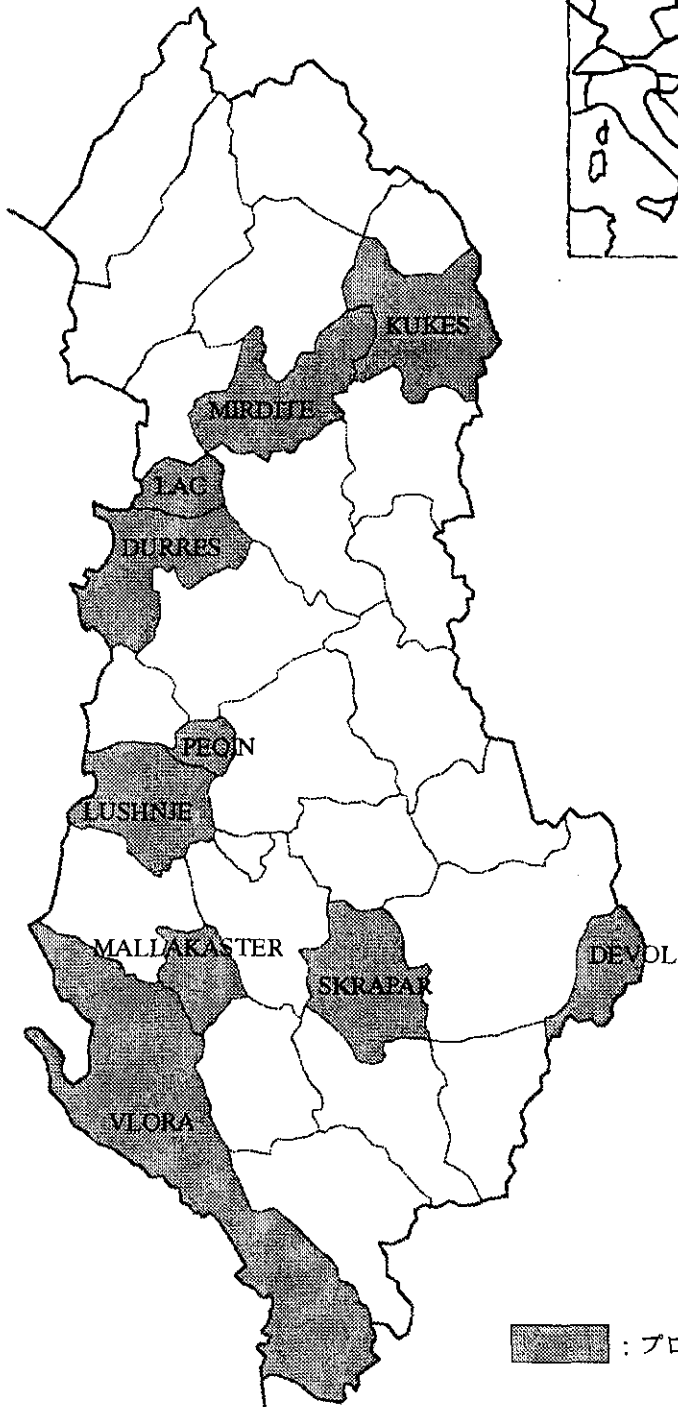 KUKES
MIRDITE
LAC
DURRES
PEQIN
LUSHNJE
MALLAKASTER
SKRAPAR
DEVOL
VLORA
：プロ